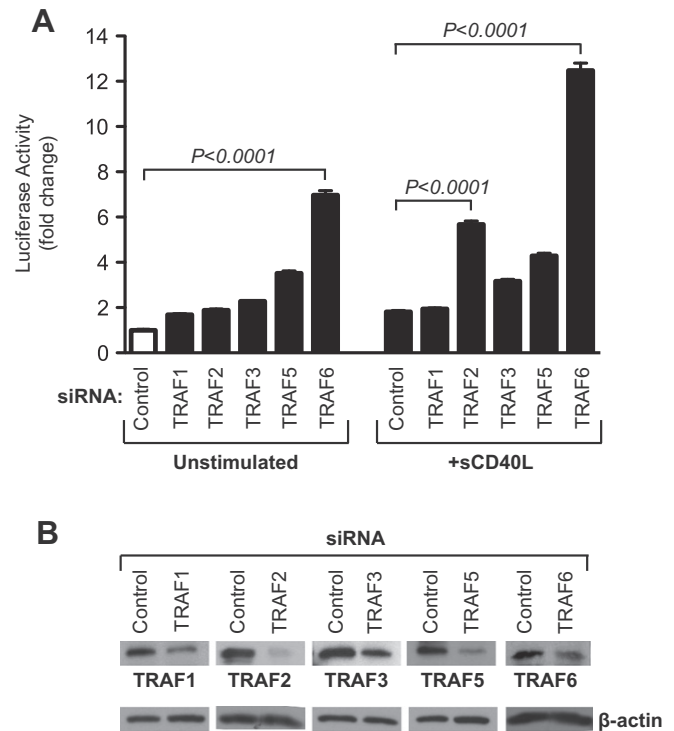 A
14
12
10
8
6
4
2
0
Luciferase Activity
(fold change)
P<0.0001
P<0.0001
P<0.0001
siRNA:
Control
TRAF1
TRAF2
TRAF3
TRAF5
TRAF6
Control
TRAF1
TRAF2
TRAF3
TRAF5
TRAF6
Unstimulated
+sCD40L
B
siRNA
Control
TRAF1
Control
TRAF2
Control
TRAF3
Control
TRAF5
Control
TRAF6
TRAF1
TRAF2
TRAF3
TRAF5
TRAF6
β-actin